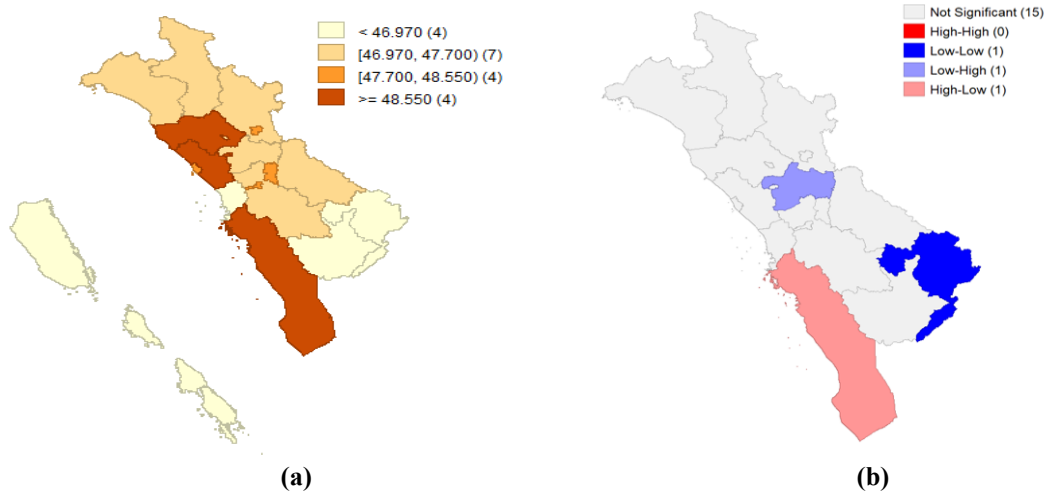 < 46.970 (4)
[46.970, 47.700) (7)
[47.700, 48.550) (4)
>= 48.550 (4)
Not Significant (15)
High-High (0)
Low-Low (1)
Low-High (1)
High-Low (1)
(a)
(b)